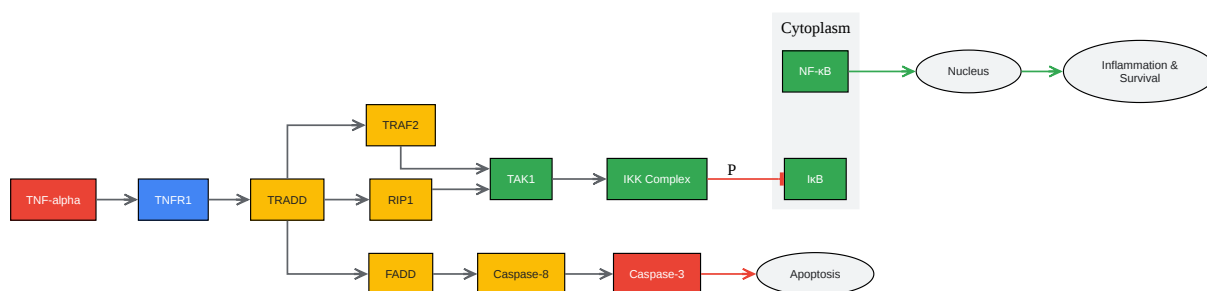 Cytoplasm
NF-κB
Nucleus
Inflammation &
Survival
TRAF2
TAK1
IKK Complex
P
IκB
TNF-alpha
TNFR1
TRADD
RIP1
FADD
Caspase-8
Caspase-3
Apoptosis